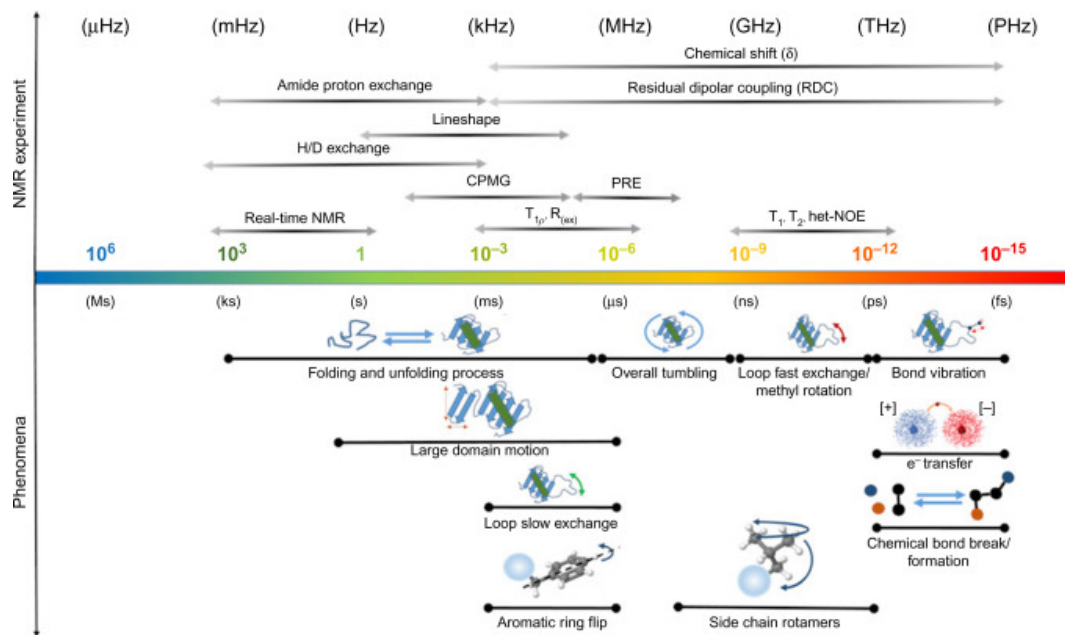 (μHz) (mHz) (Hz) (kHz) (MHz) (GHz) (THz) (PHz)
NMR experiment
Chemical shift (δ)
Amide proton exchange
Residual dipolar coupling (RDC)
Lineshape
H/D exchange
CPMG
PRE
Real-time NMR
T1ρ, R(ex)
T1, T2, het-NOE
10⁶ 10³ 1 10⁻³ 10⁻⁶ 10⁻⁹ 10⁻¹² 10⁻¹⁵
(Ms) (ks) (s) (ms) (μs) (ns) (ps) (fs)
Phenomena
Folding and unfolding process
Overall tumbling
Loop fast exchange/
methyl rotation
Bond vibration
[+]
[–]
Large domain motion
e⁻ transfer
Loop slow exchange
Chemical bond break/
formation
Aromatic ring flip
Side chain rotamers